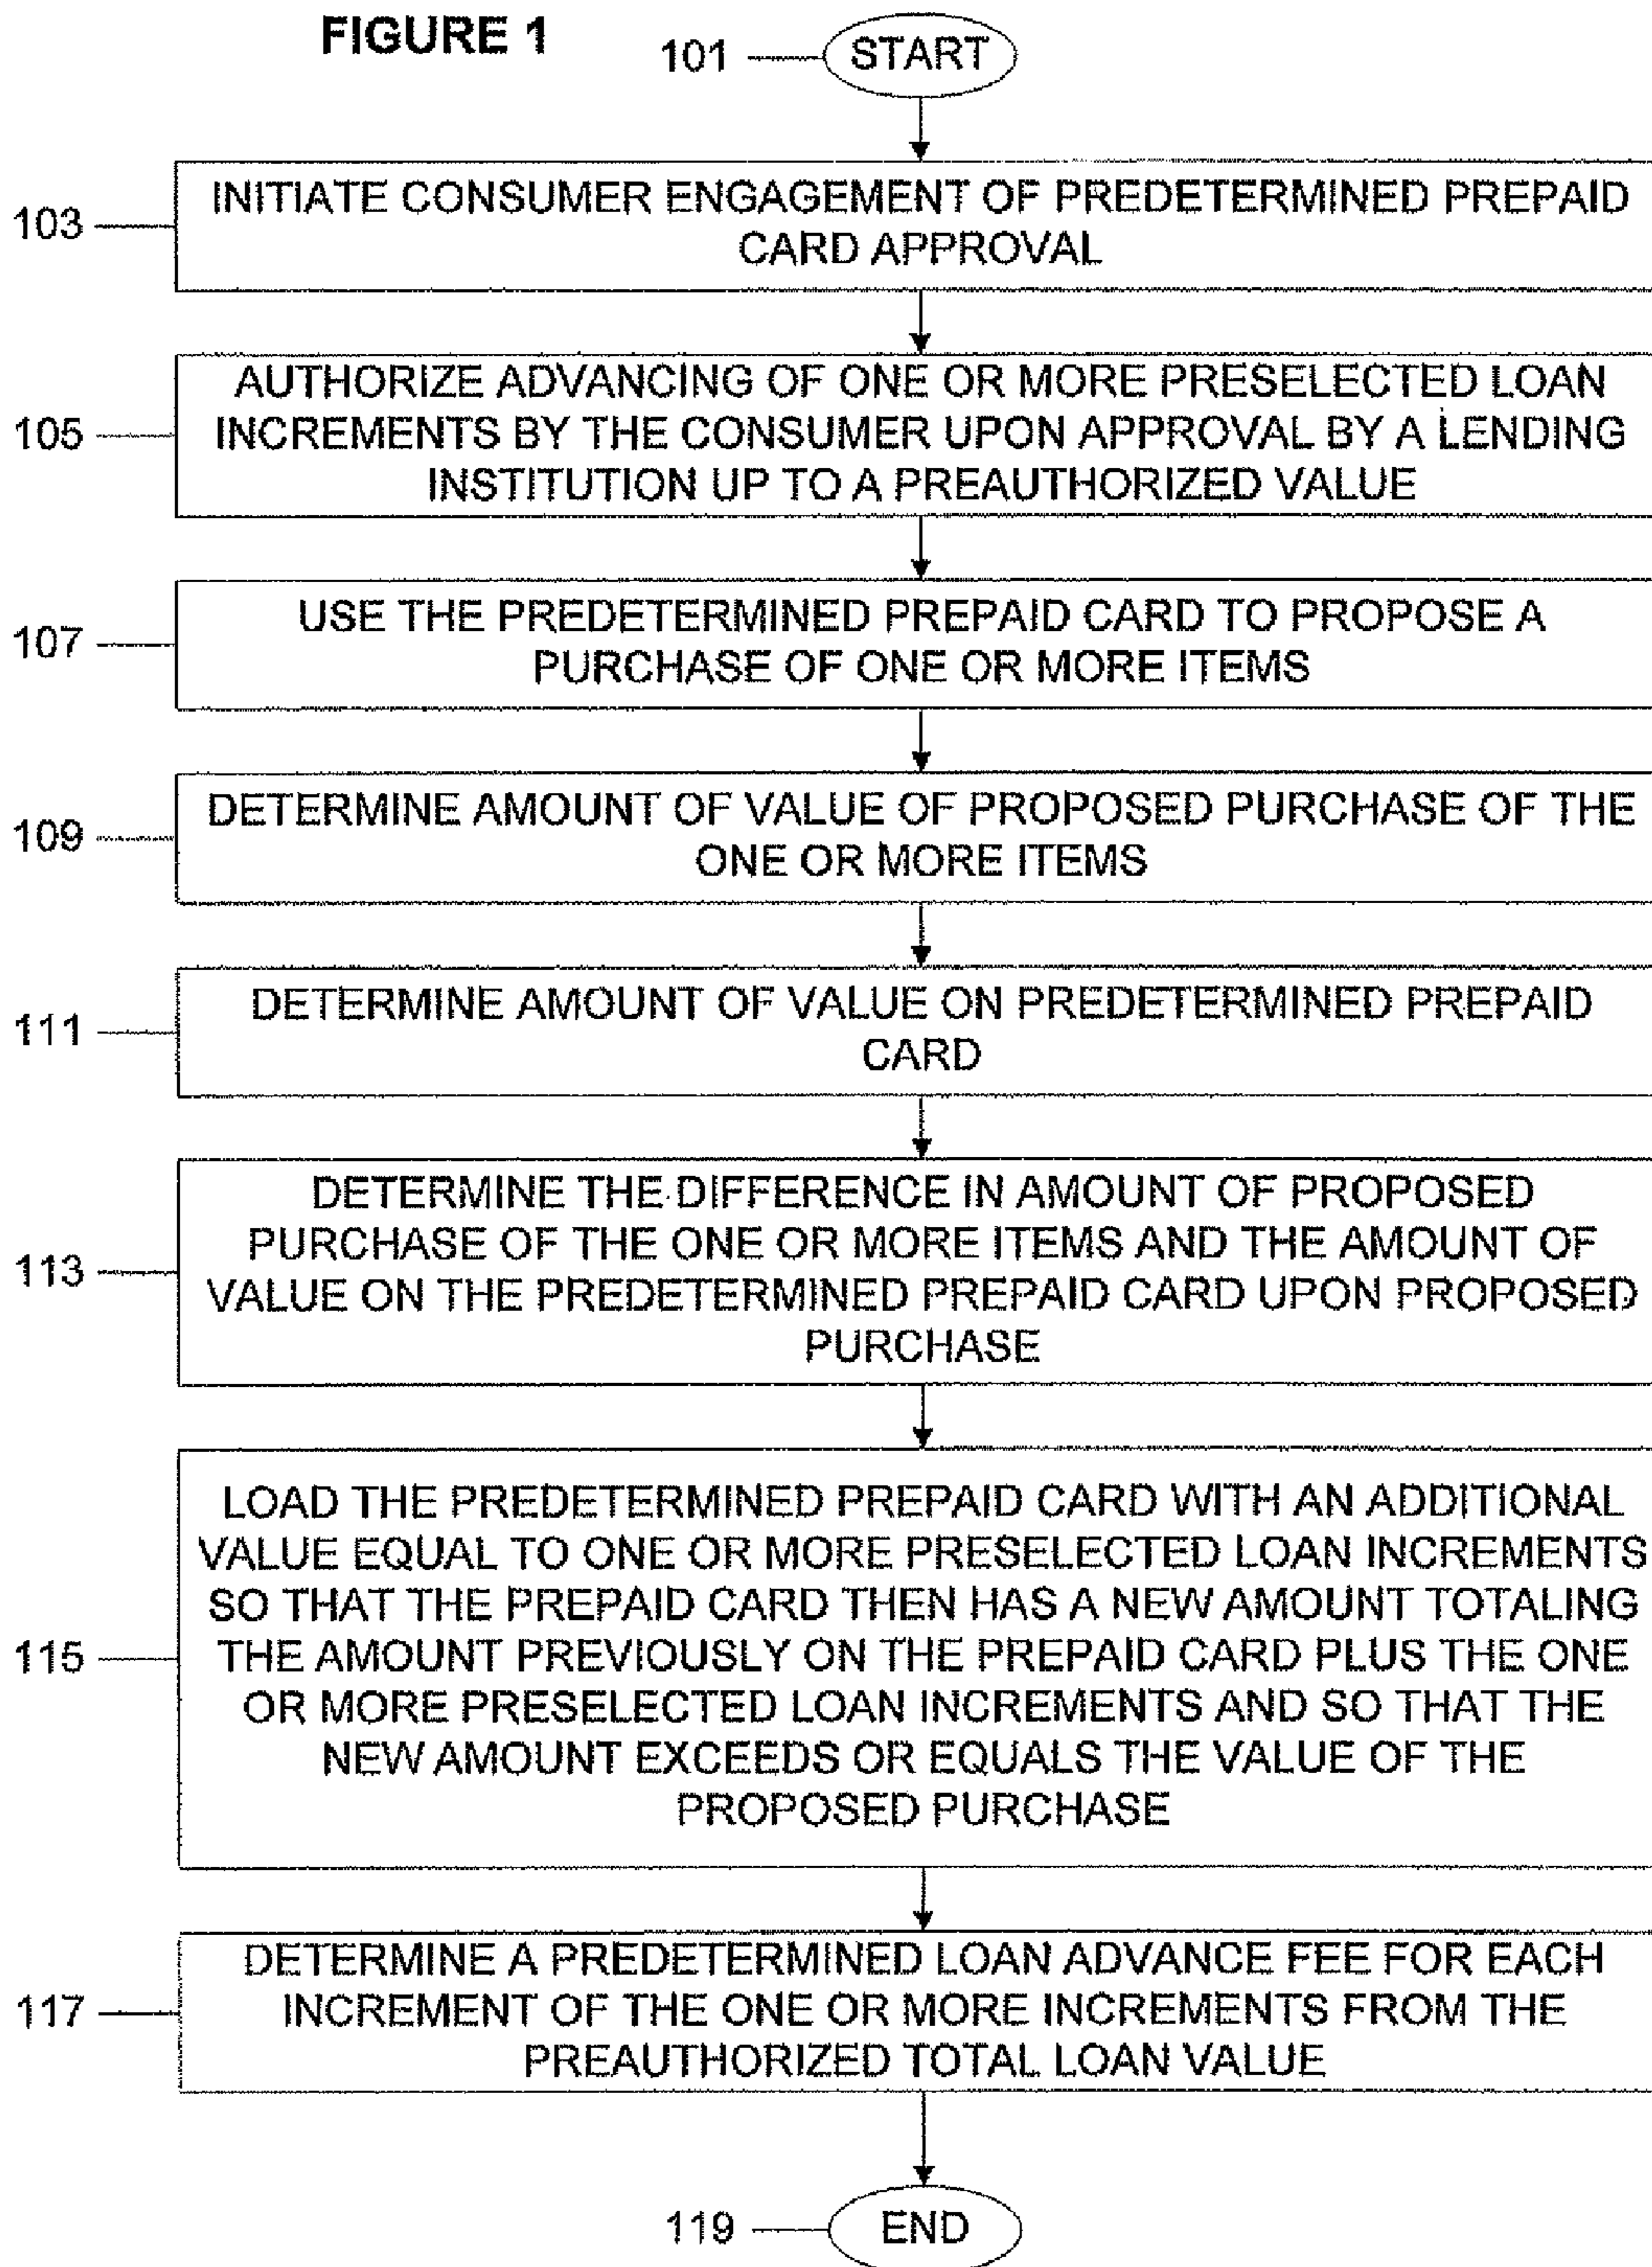 FIGURE 1
101
START
103
INITIATE CONSUMER ENGAGEMENT OF PREDETERMINED PREPAID
CARD APPROVAL
105
AUTHORIZE ADVANCING OF ONE OR MORE PRESELECTED LOAN
INCREMENTS BY THE CONSUMER UPON APPROVAL BY A LENDING
INSTITUTION UP TO A PREAUTHORIZED VALUE
107
USE THE PREDETERMINED PREPAID CARD TO PROPOSE A
PURCHASE OF ONE OR MORE ITEMS
109
DETERMINE AMOUNT OF VALUE OF PROPOSED PURCHASE OF THE
ONE OR MORE ITEMS
111
DETERMINE AMOUNT OF VALUE ON PREDETERMINED PREPAID
CARD
113
DETERMINE THE DIFFERENCE IN AMOUNT OF PROPOSED
PURCHASE OF THE ONE OR MORE ITEMS AND THE AMOUNT OF
VALUE ON THE PREDETERMINED PREPAID CARD UPON PROPOSED
PURCHASE
115
LOAD THE PREDETERMINED PREPAID CARD WITH AN ADDITIONAL
VALUE EQUAL TO ONE OR MORE PRESELECTED LOAN INCREMENTS
SO THAT THE PREPAID CARD THEN HAS A NEW AMOUNT TOTALING
THE AMOUNT PREVIOUSLY ON THE PREPAID CARD PLUS THE ONE
OR MORE PRESELECTED LOAN INCREMENTS AND SO THAT THE
NEW AMOUNT EXCEEDS OR EQUALS THE VALUE OF THE
PROPOSED PURCHASE
117
DETERMINE A PREDETERMINED LOAN ADVANCE FEE FOR EACH
INCREMENT OF THE ONE OR MORE INCREMENTS FROM THE
PREAUTHORIZED TOTAL LOAN VALUE
119
END